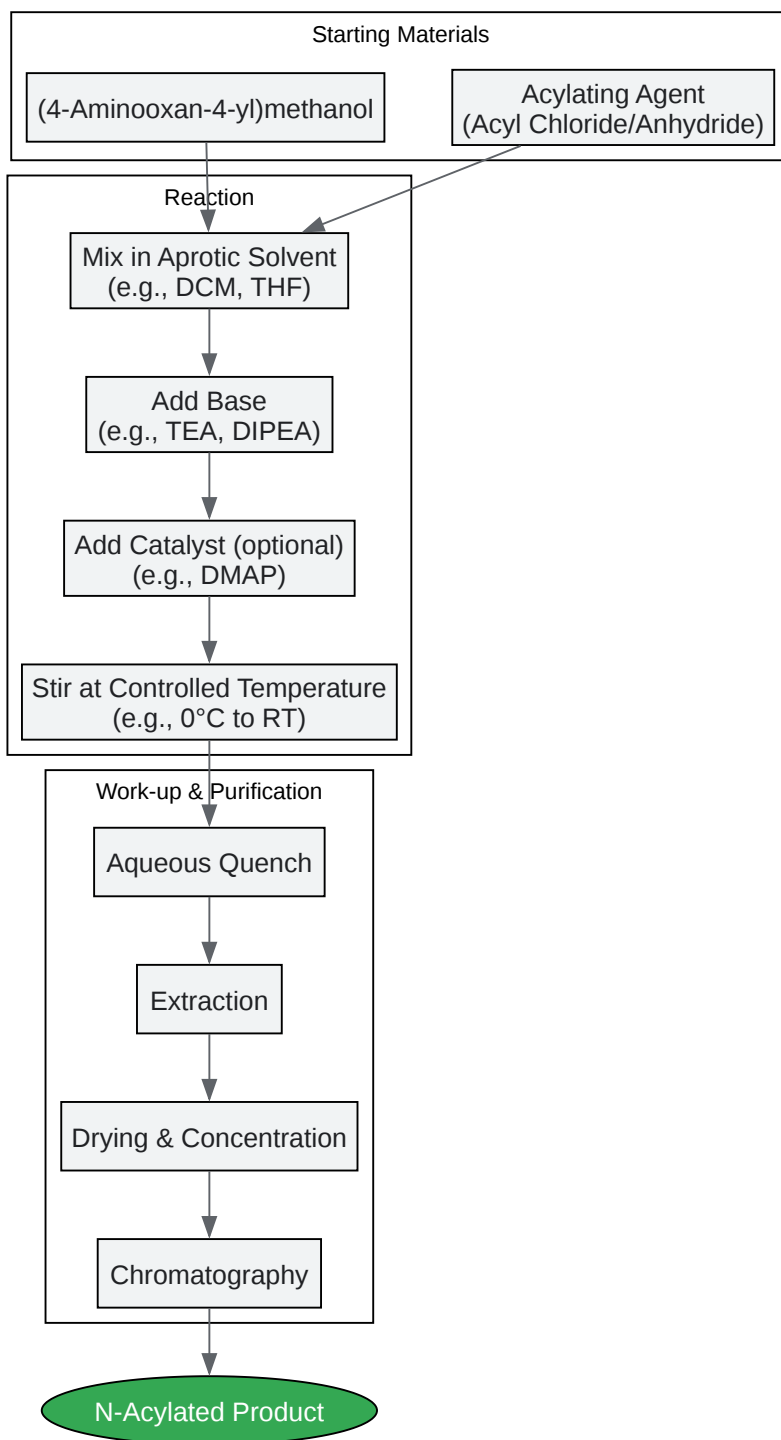 Starting Materials
(4-Aminooxan-4-yl)methanol
Acylating Agent
(Acyl Chloride/Anhydride)
Reaction
Mix in Aprotic Solvent
(e.g., DCM, THF)
Add Base
(e.g., TEA, DIPEA)
Add Catalyst (optional)
(e.g., DMAP)
Stir at Controlled Temperature
(e.g., 0°C to RT)
Work-up & Purification
Aqueous Quench
Extraction
Drying & Concentration
Chromatography
N-Acylated Product